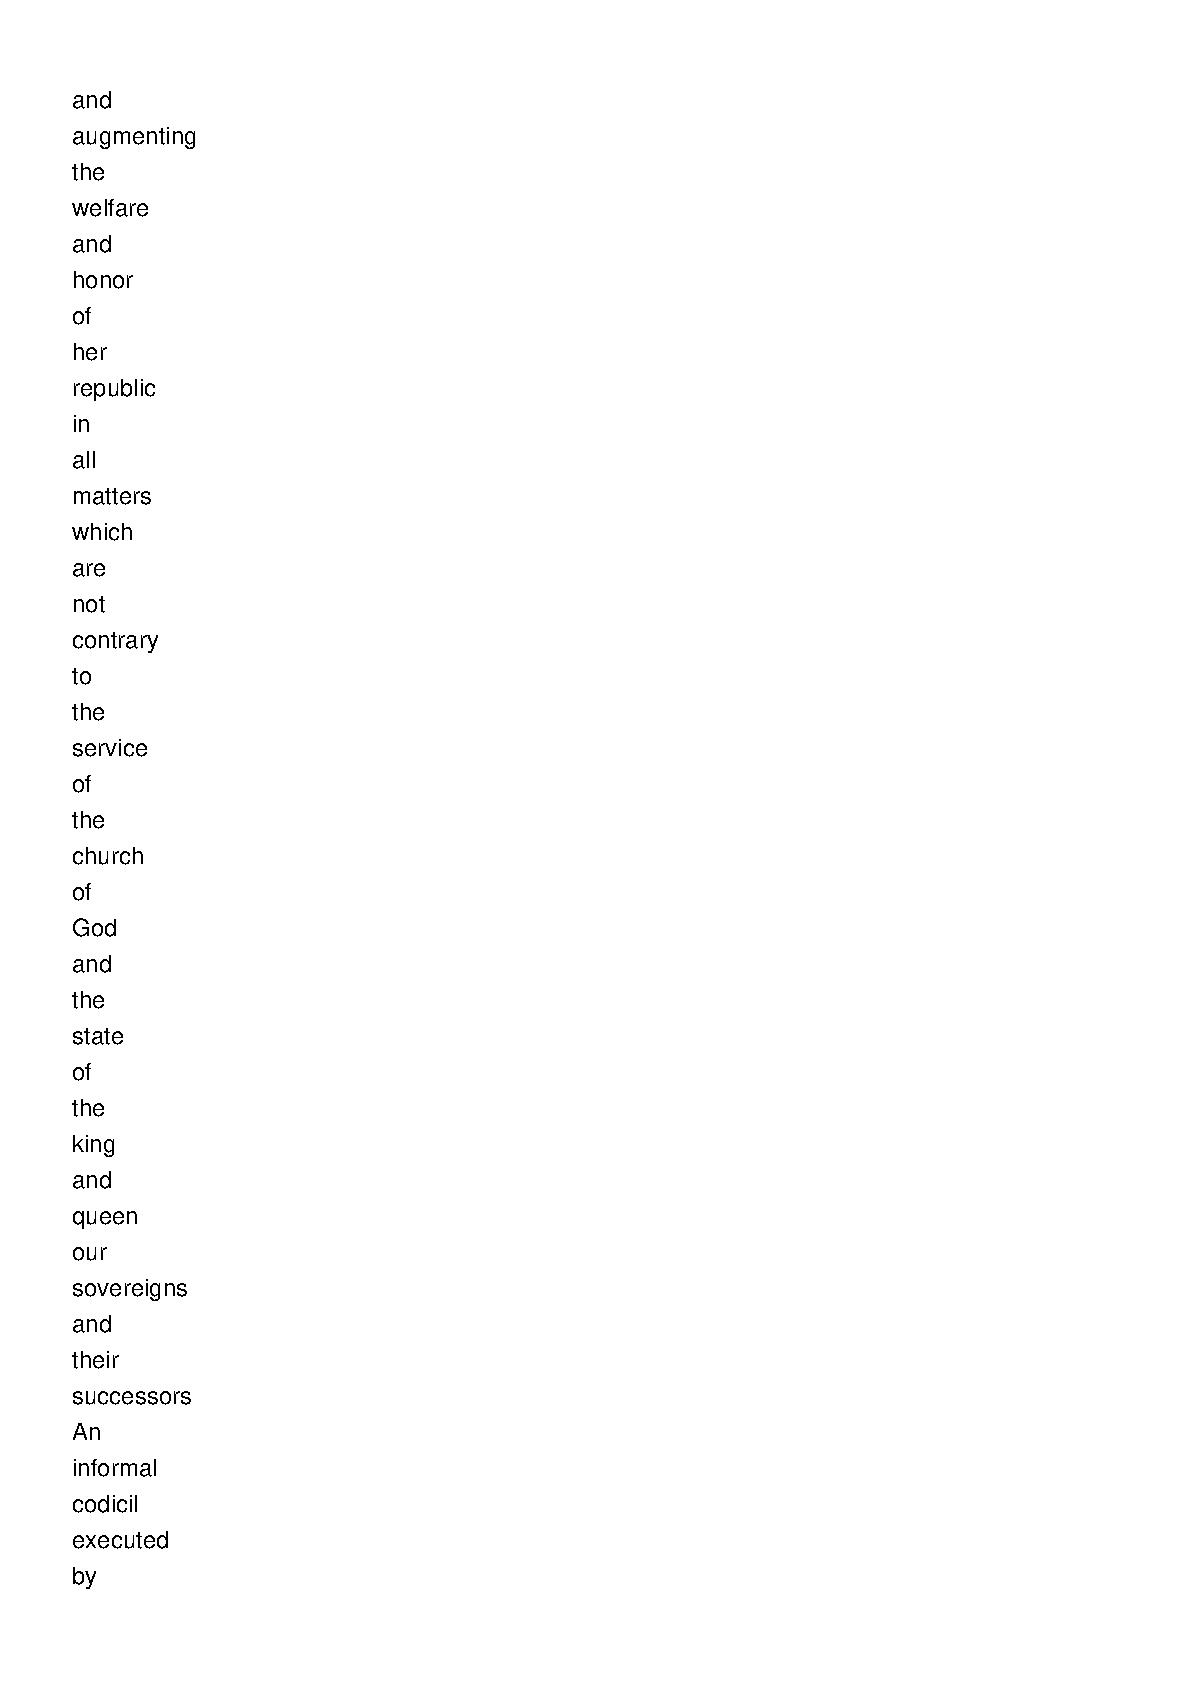 and
augmenting
the
welfare
and
honor
of
her
republic
in
all
matters
which
are
not
contrary
to
the
service
of
the
church
of
God
and
the
state
of
the
king
and
queen
our
sovereigns
and
their
successors
An
informal
codicil
executed
by